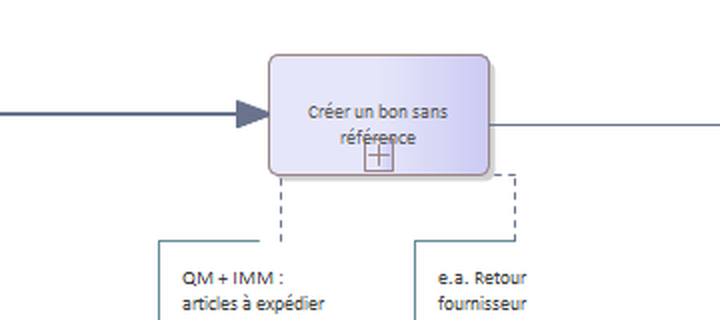 Créer un bon sans
référence
QM + IMM :
articles à expédier
e.a. Retour
fournisseur